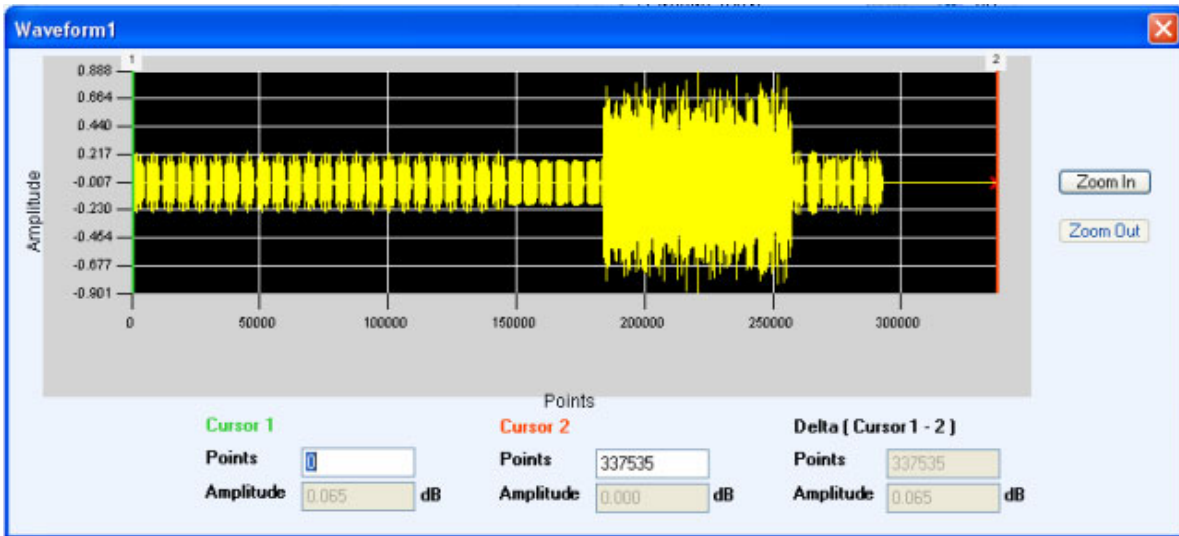 Waveform1
1 2
0.888
0.664
0.440
0.217
-0.007
-0.230
-0.454
-0.677
-0.901
Amplitude
0 50000 100000 150000 200000 250000 300000
Points
Zoom In
Zoom Out
Cursor 1 Cursor 2 Delta ( Cursor 1 - 2 )
Points 0 Points 337535 Points 337535
Amplitude 0.065 dB Amplitude 0.000 dB Amplitude 0.065 dB